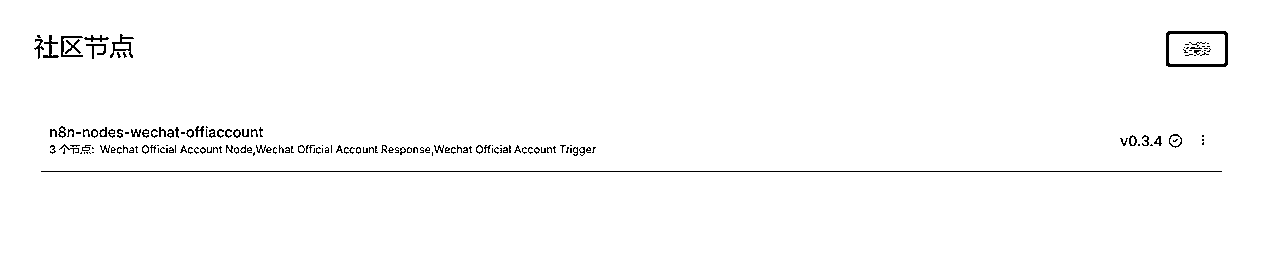 社区节点
n8n-nodes-wechat-offiaccount
3 个节点: Wechat Official Account Node,Wechat Official Account Response,Wechat Official Account Trigger
v0.3.4